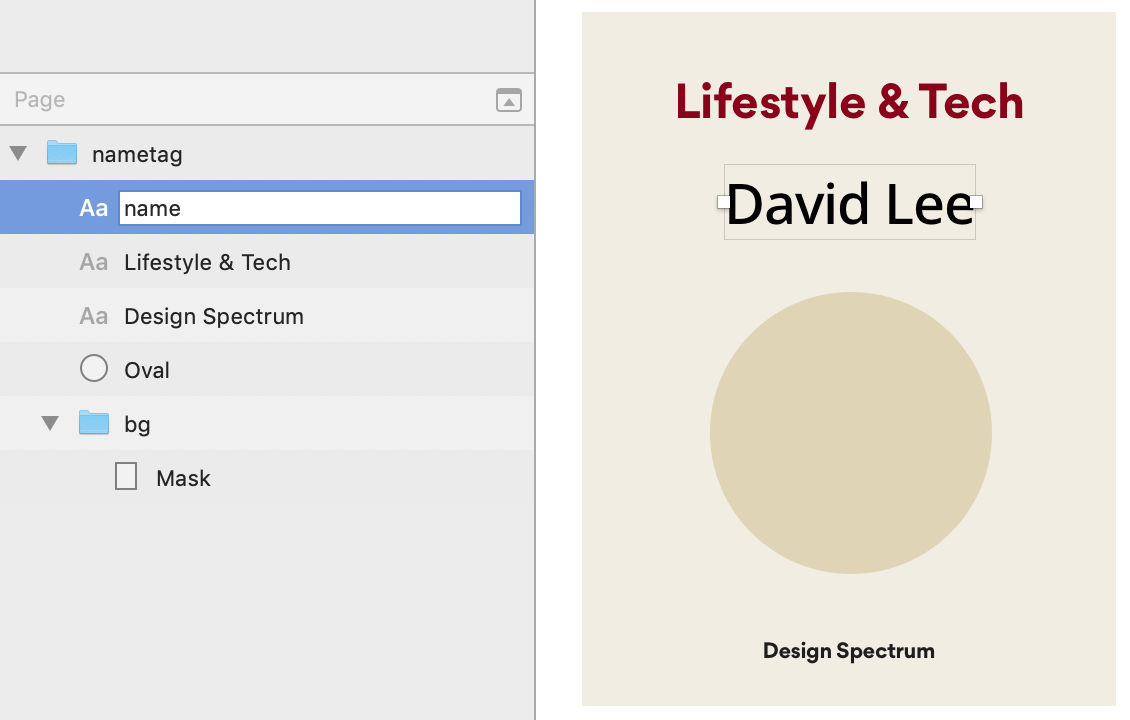 Page
nametag
Aa name
Aa Lifestyle & Tech
Aa Design Spectrum
Oval
bg
Mask
Lifestyle & Tech
David Lee
Design Spectrum